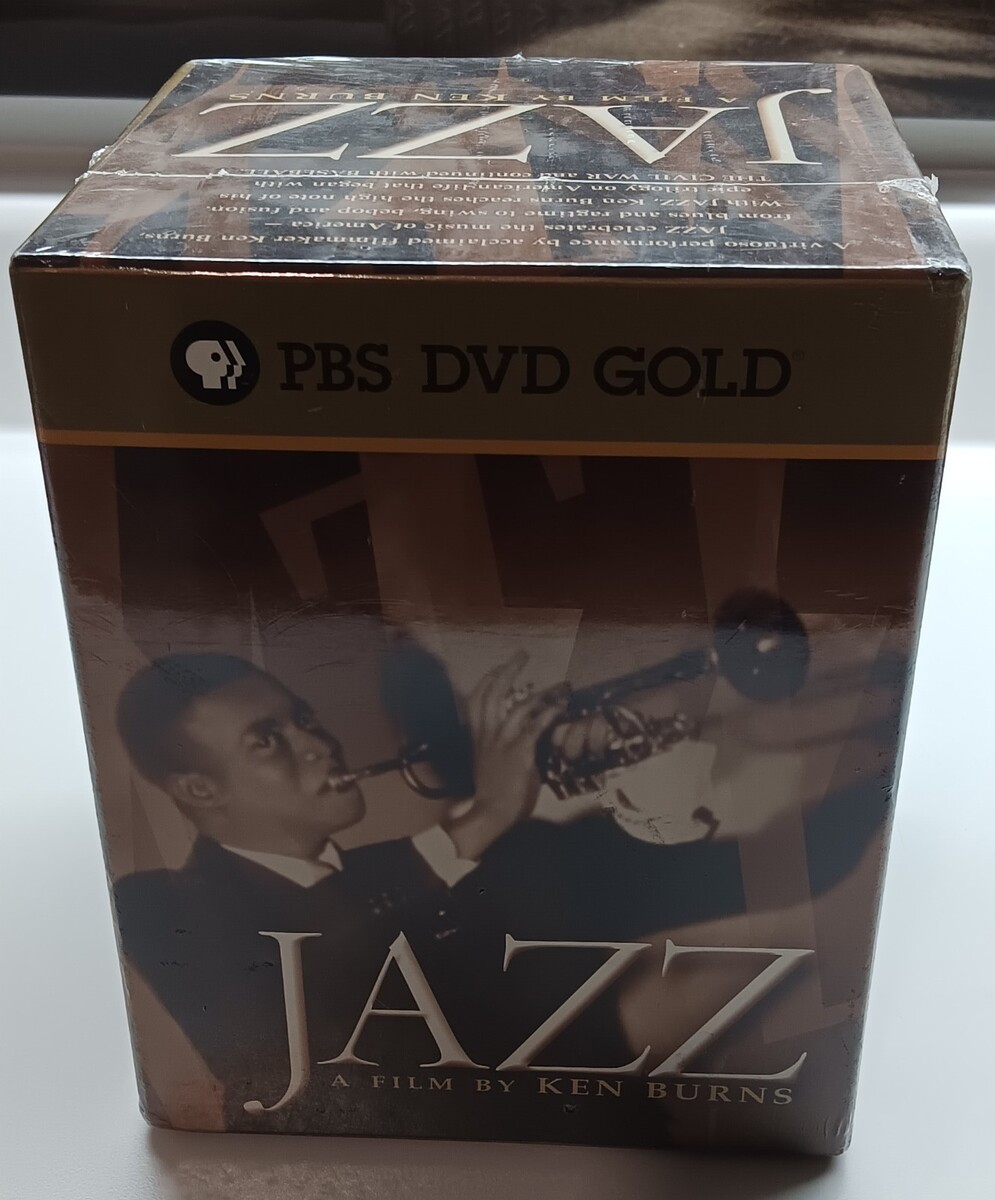 JAZZ
A FILM BY KEN BURNS
A virtuoso performance by acclaimed filmmaker Ken Burns,
JAZZ celebrates the music of America —
from blues and ragtime to swing, bebop and fusion.
With JAZZ, Ken Burns reaches the high note of his
epic trilogy on American life that began with
THE CIVIL WAR and continued with BASEBALL.
PBS DVD GOLD
JAZZ
A FILM BY KEN BURNS